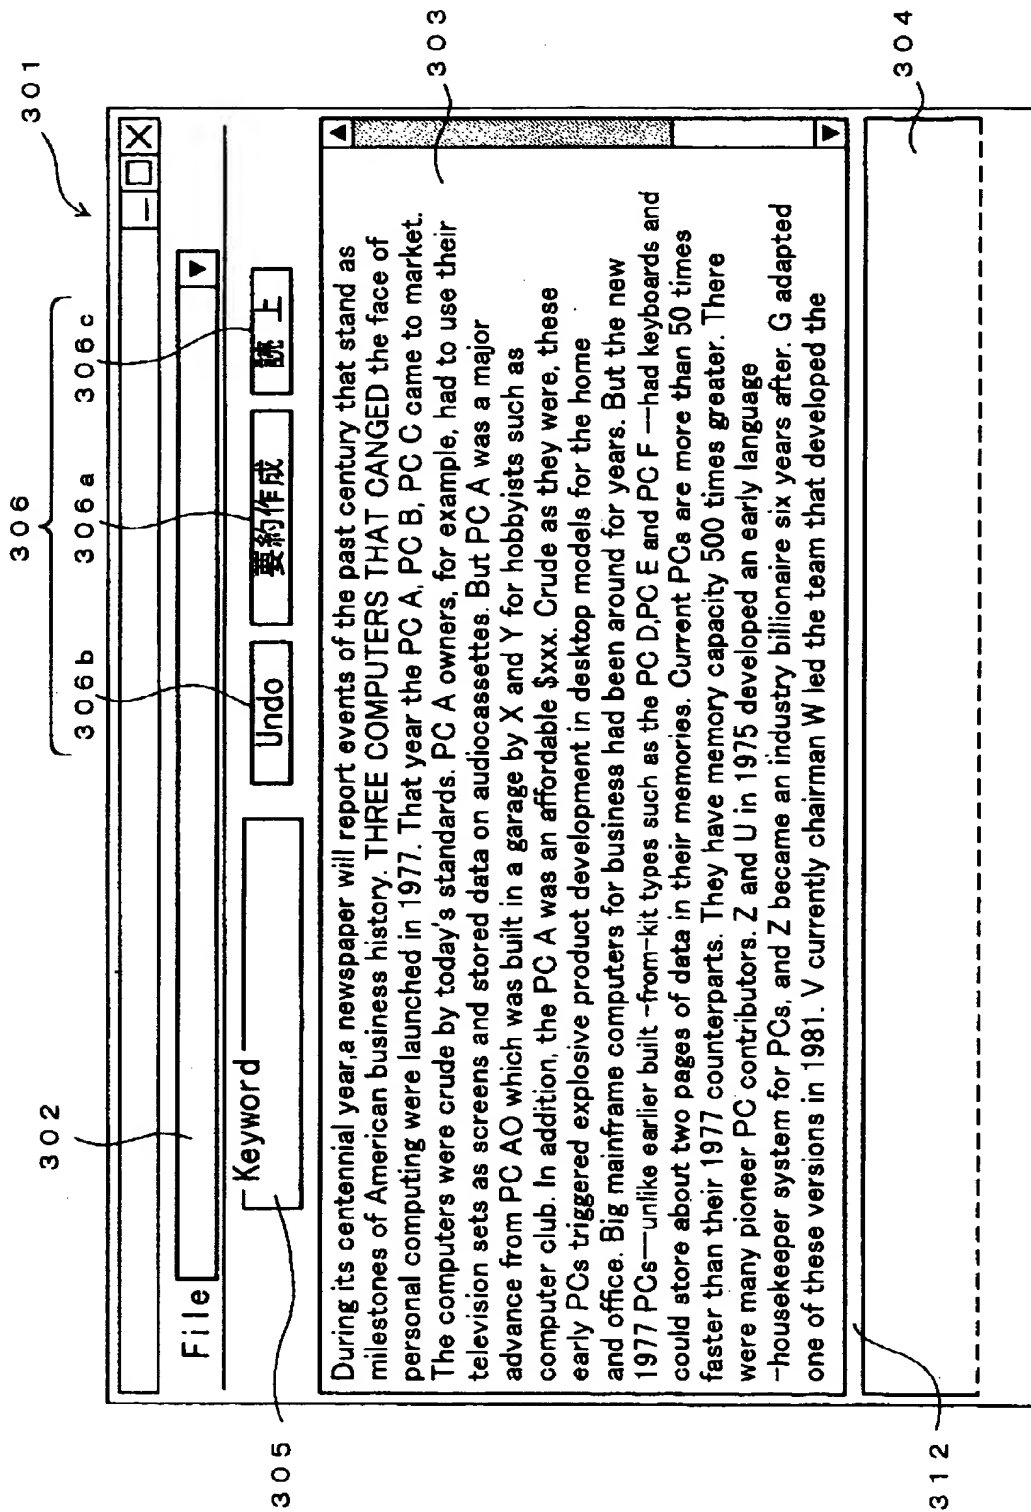 301
306
306b 306a 306c
302
File
305
Keyword
Undo
要約作成
読 上
303
During its centennial year,a newspaper will report events of the past century that stand as
milestones of American business history. THREE COMPUTERS THAT CANGED the face of
personal computing were launched in 1977. That year the PC A, PC B, PC C came to market.
The computers were crude by today's standards. PC A owners, for example, had to use their
television sets as screens and stored data on audiocassettes. But PC A was a major
advance from PC AO which was built in a garage by X and Y for hobbyists such as
computer club. In addition, the PC A was an affordable $xxx. Crude as they were, these
early PCs triggered explosive product development in desktop models for the home
and office. Big mainframe computers for business had been around for years. But the new
1977 PCs—unlike earlier built -from-kit types such as the PC D,PC E and PC F —had keyboards and
could store about two pages of data in their memories. Current PCs are more than 50 times
faster than their 1977 counterparts. They have memory capacity 500 times greater. There
were many pioneer PC contributors. Z and U in 1975 developed an early language
-housekeeper system for PCs, and Z became an industry billionaire six years after. G adapted
one of these versions in 1981. V currently chairman W led the team that developed the
312
304